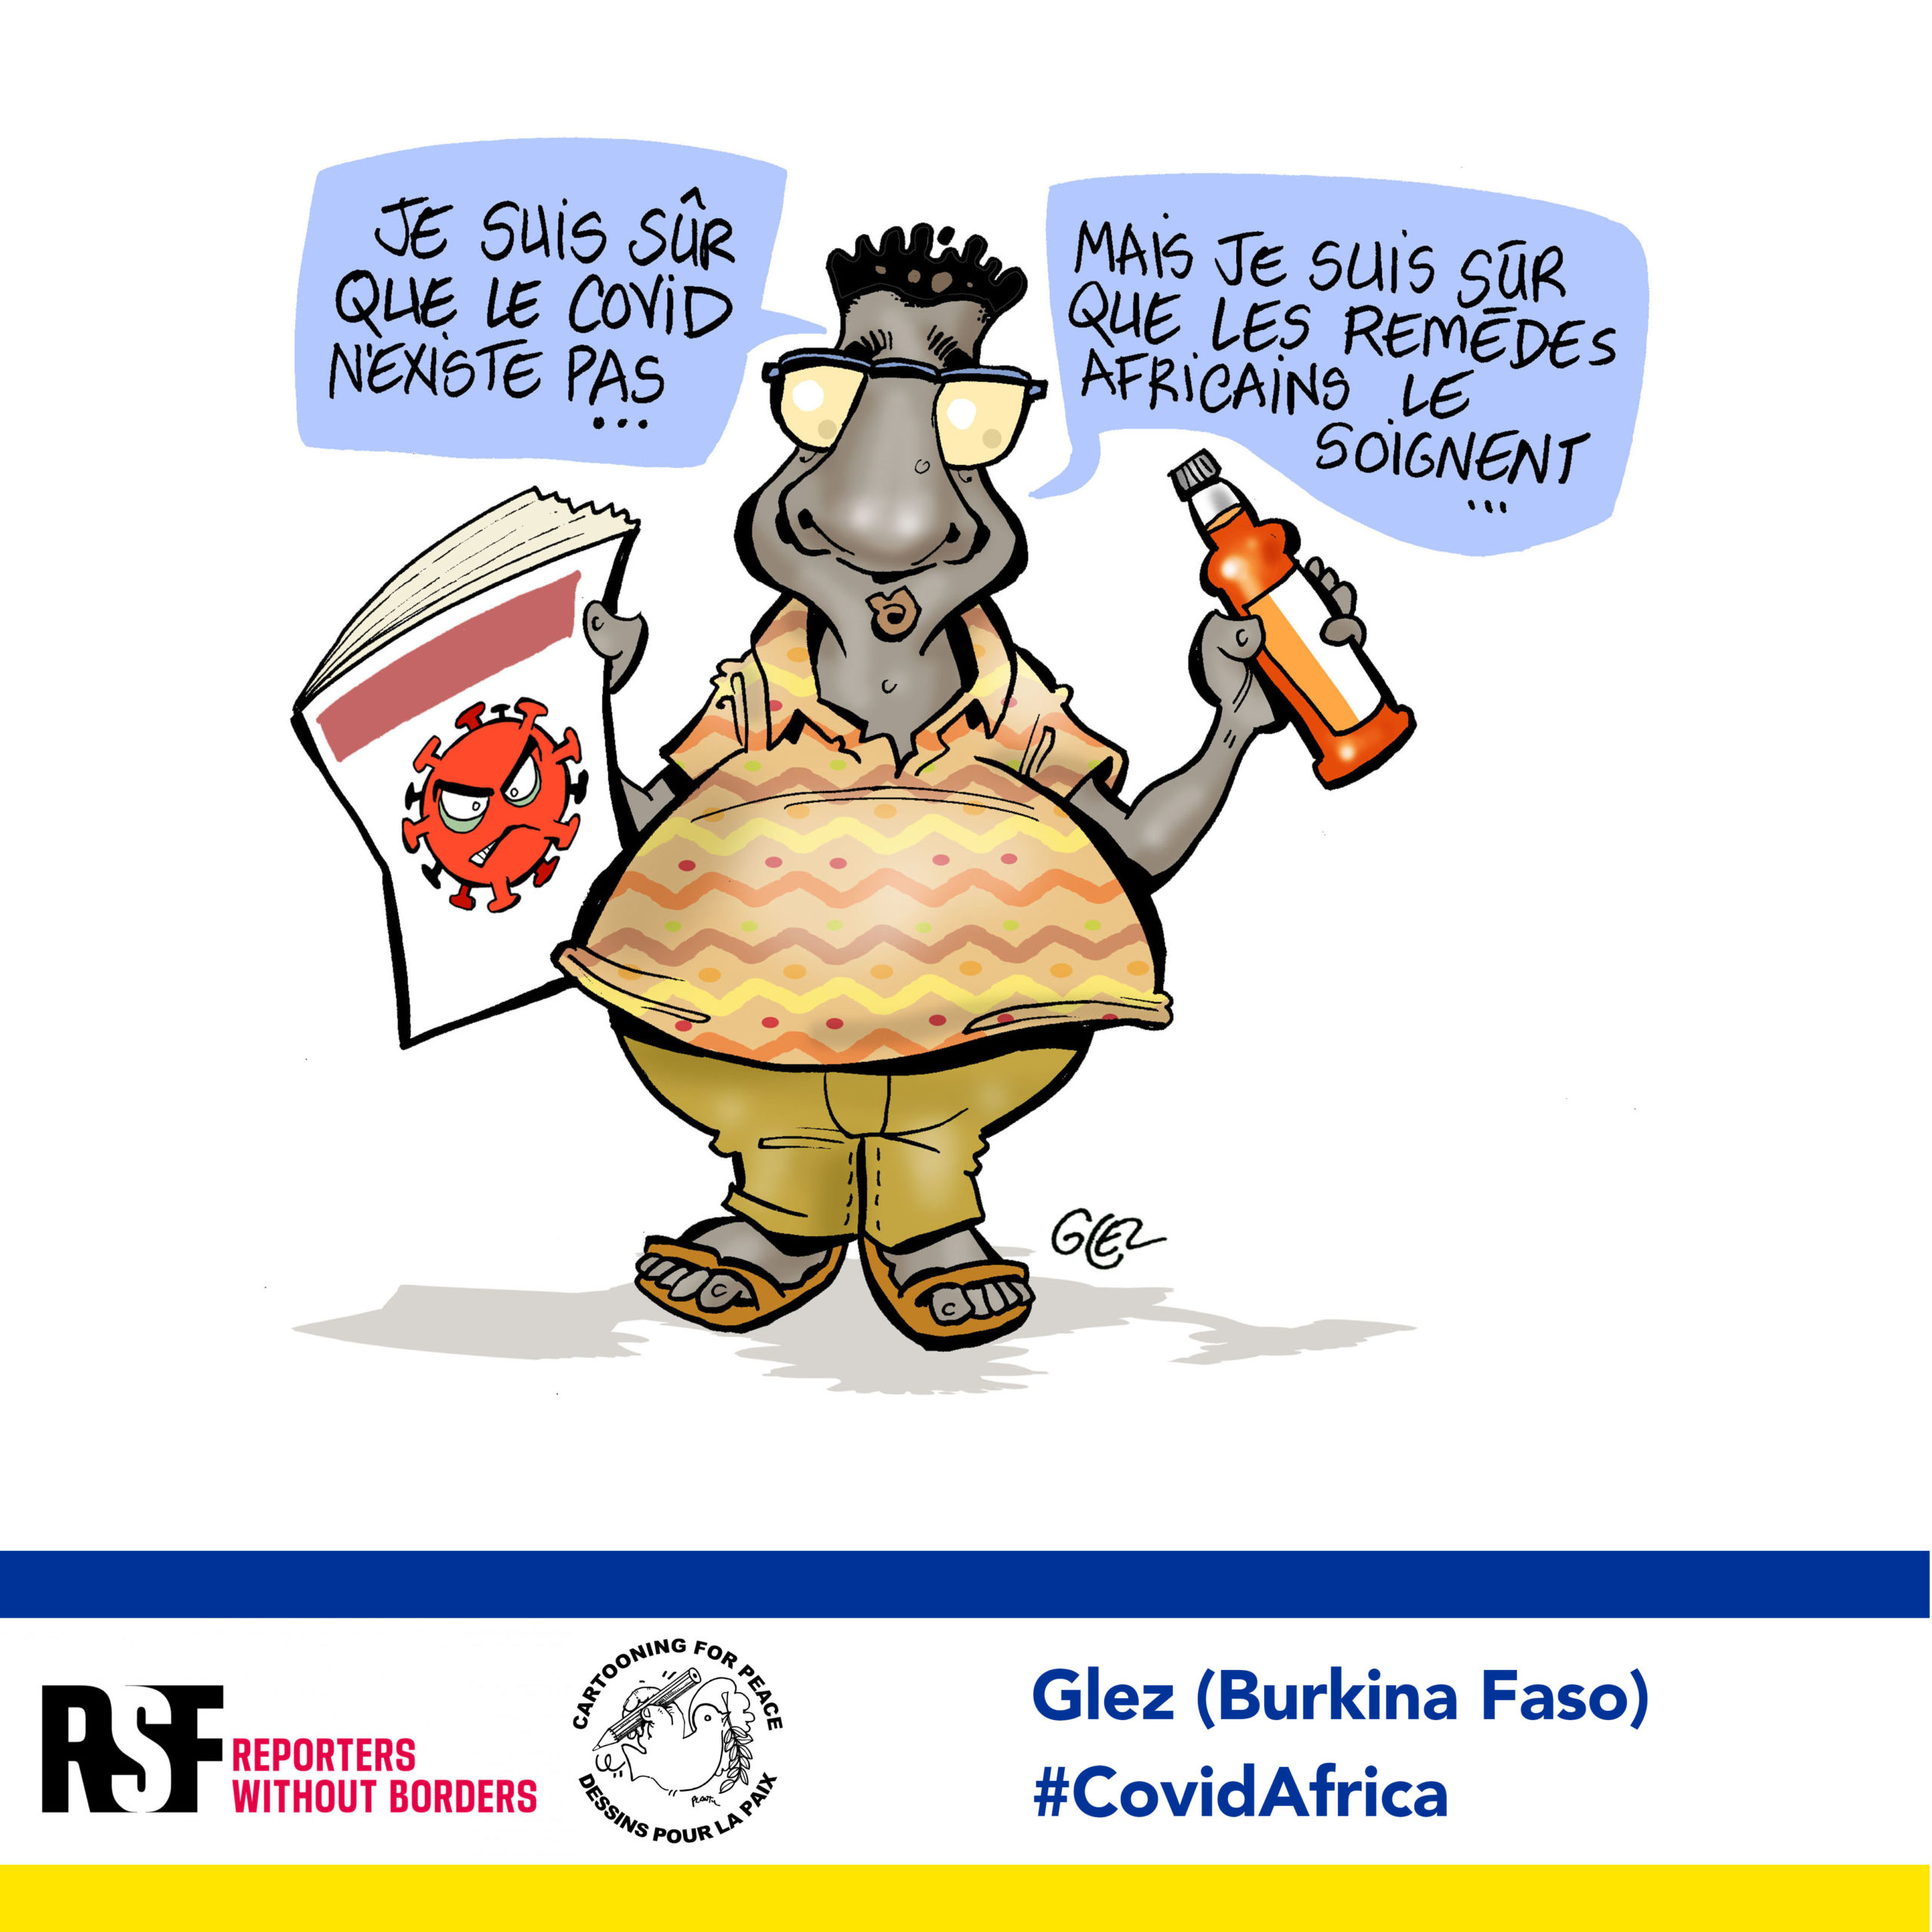 JE SUIS SÛR
QUE LE COVID
N'EXISTE PAS
...
MAIS JE SUIS SÛR
QUE LES REMÈDES
AFRICAINS LE
SOIGNENT
...
GLEZ
RSF REPORTERS
WITHOUT BORDERS
CARTOONING FOR PEACE
DESSINS POUR LA PAIX
Glez (Burkina Faso)
#CovidAfrica